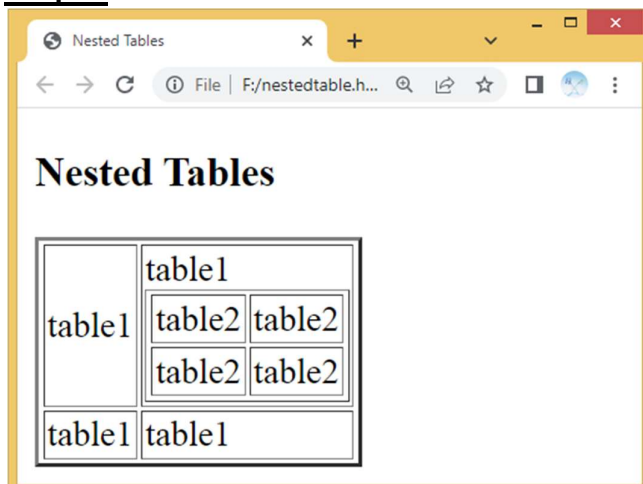 Nested Tables
File | F:/nestedtable.h...
Nested Tables
table1
table1
table2 table2
table2 table2
table1 table1